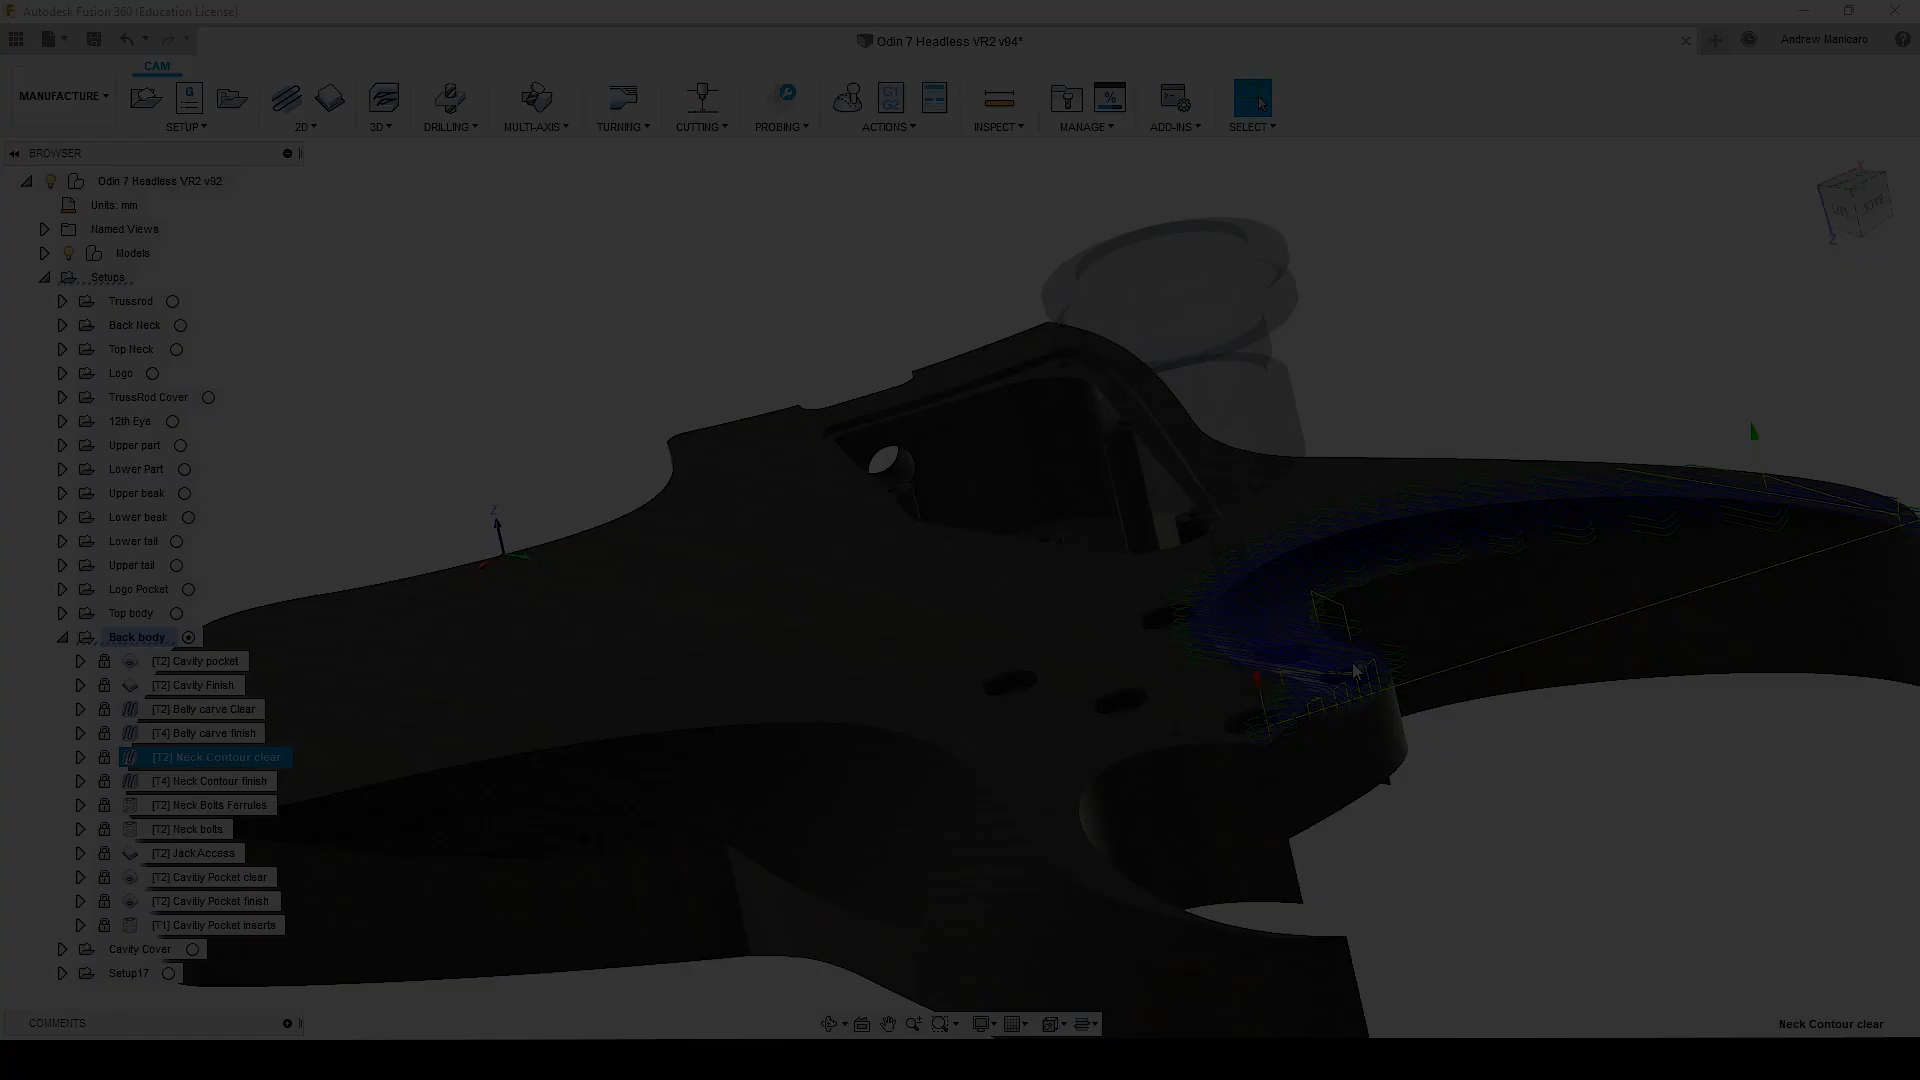 Autodesk Fusion 360 (Education License)
Odin 7 Headless VR2 v94*
Andrew Manicaro
CAM
MANUFACTURE
SETUP
2D
3D
DRILLING
MULTI-AXIS
TURNING
CUTTING
PROBING
G1
G2
ACTIONS
INSPECT
MANAGE
ADD-INS
SELECT
BROWSER
Odin 7 Headless VR2 v92
Units: mm
Named Views
Models
Setups
Trussrod
Back Neck
Top Neck
Logo
TrussRod Cover
12th Eye
Upper part
Lower Part
Upper beak
Lower beak
Lower tail
Upper tail
Logo Pocket
Top body
Back body
[T2] Cavity pocket
[T2] Cavity Finish
[T2] Belly carve Clear
[T4] Belly carve finish
[T2] Neck Contour clear
[T4] Neck Contour finish
[T2] Neck Bolts Ferrules
[T2] Neck bolts
[T2] Jack Access
[T2] Cavitiy Pocket clear
[T2] Cavitiy Pocket finish
[T1] Cavitiy Pocket inserts
Cavity Cover
Setup17
COMMENTS
Z
BACK
Z
Neck Contour clear